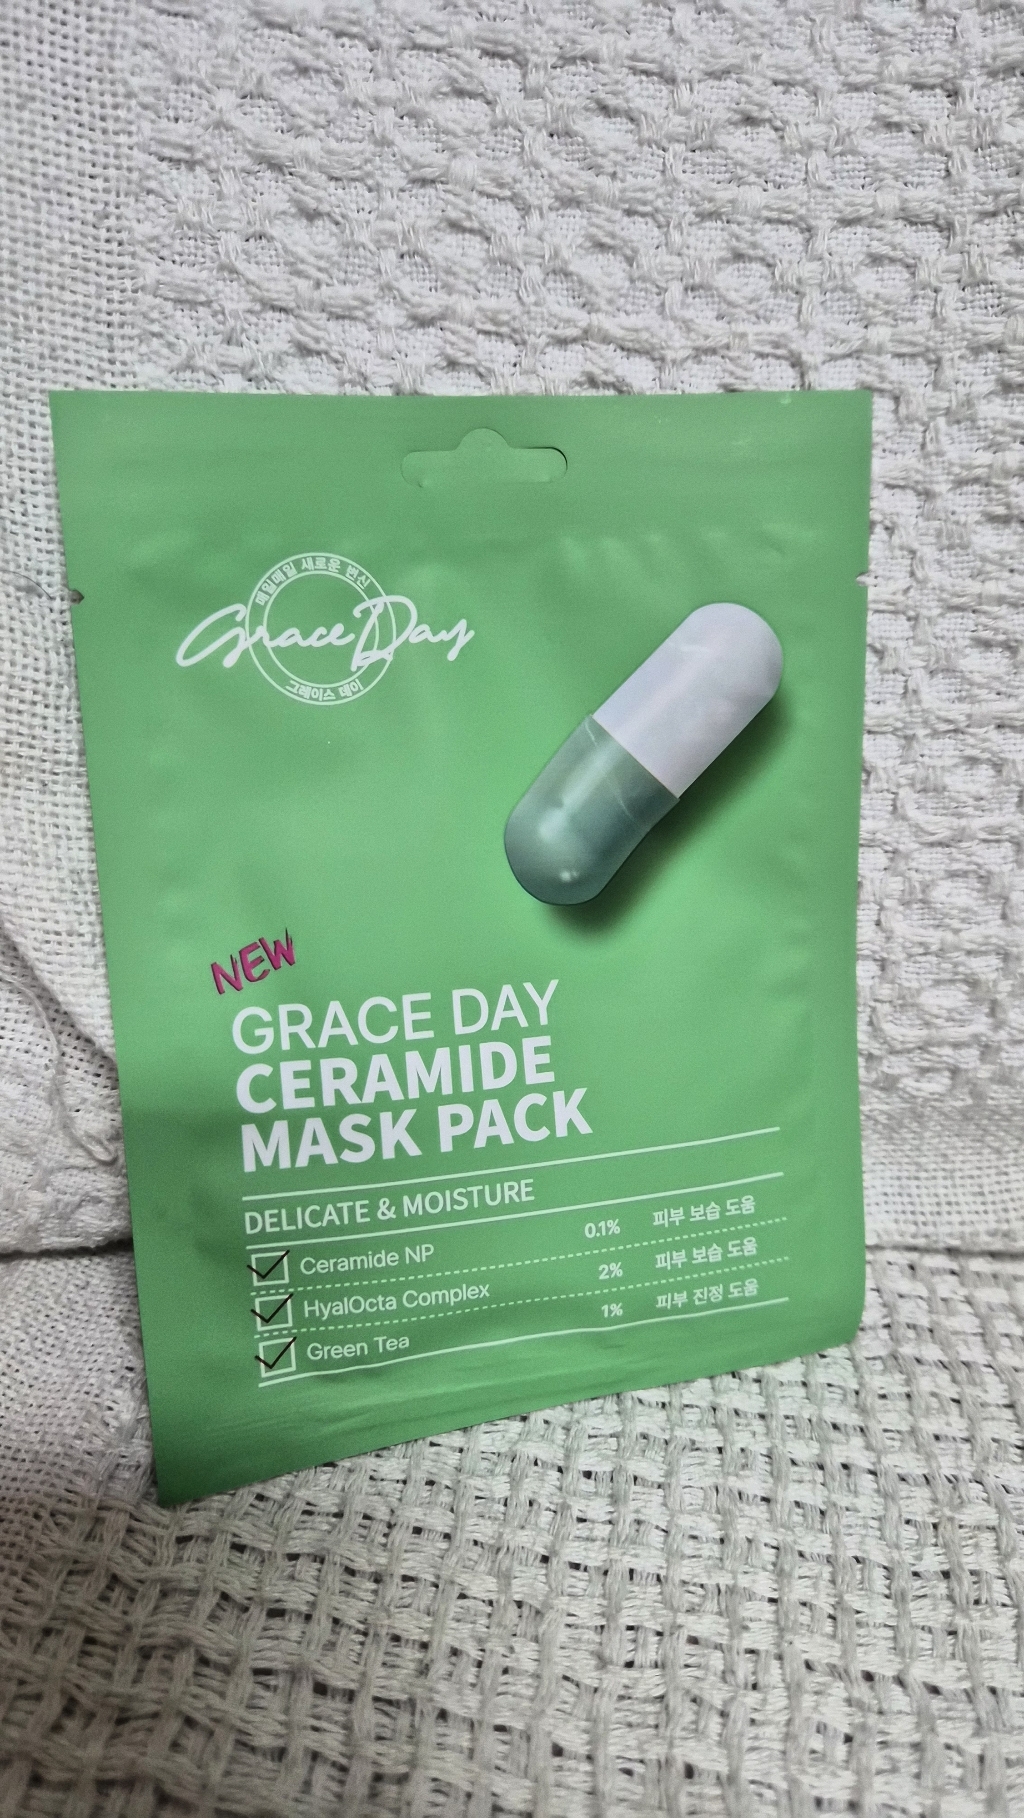 매일매일 새로운 변신
Grace Day
그레이스 데이
NEW
GRACE DAY
CERAMIDE
MASK PACK
DELICATE & MOISTURE
Ceramide NP 0.1% 피부 보습 도움
HyalOcta Complex 2% 피부 보습 도움
Green Tea 1% 피부 진정 도움